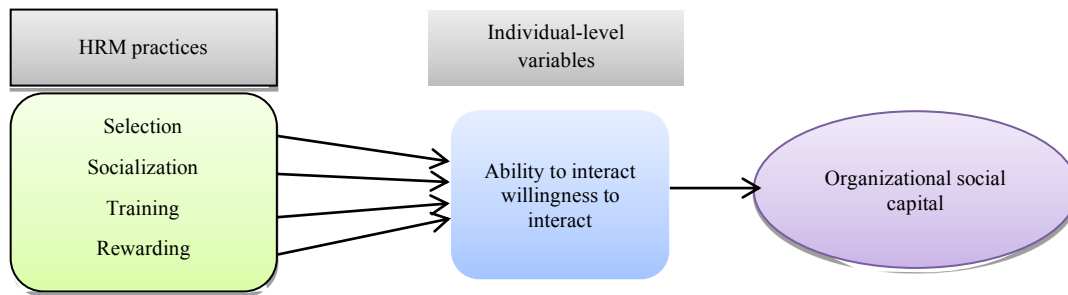 HRM practices
Individual-level
variables
Selection
Socialization
Training
Rewarding
Ability to interact
willingness to
interact
Organizational social
capital